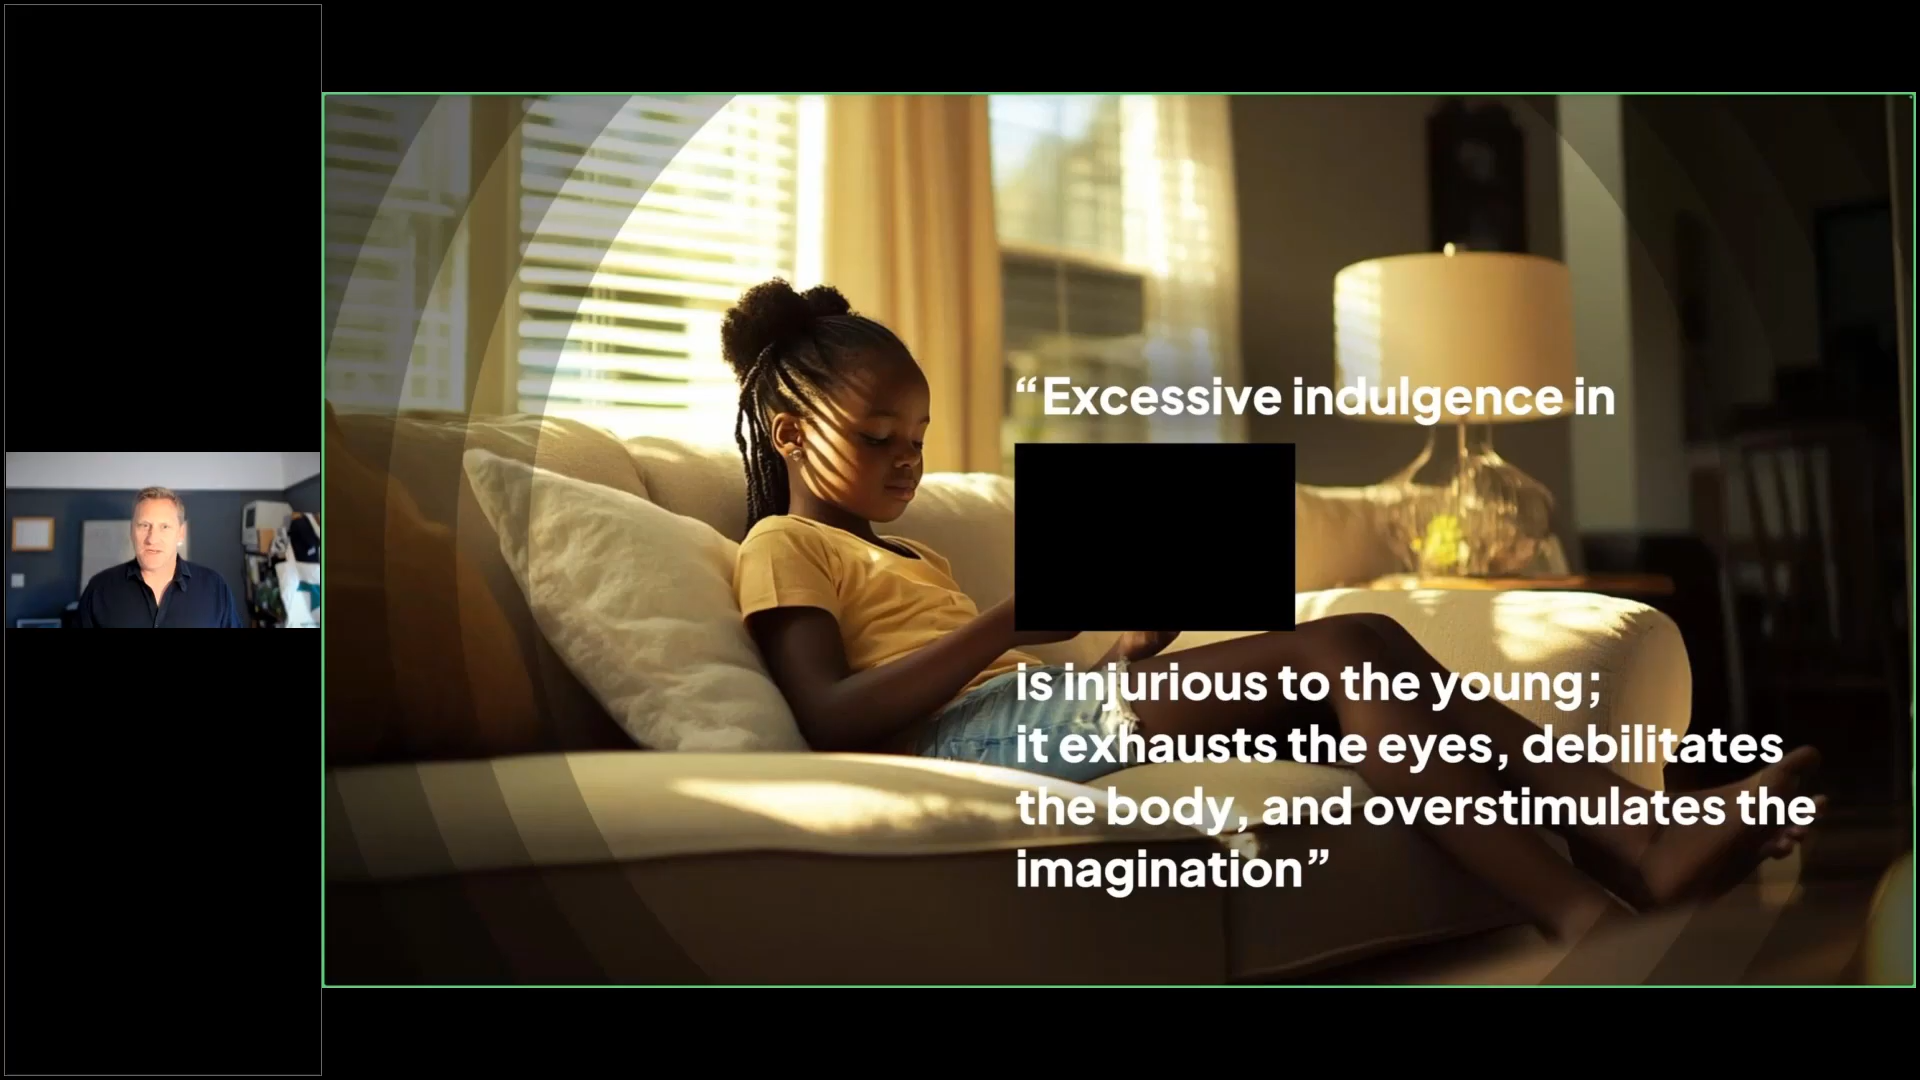 “Excessive indulgence in
is injurious to the young;
it exhausts the eyes, debilitates
the body, and overstimulates the
imagination”